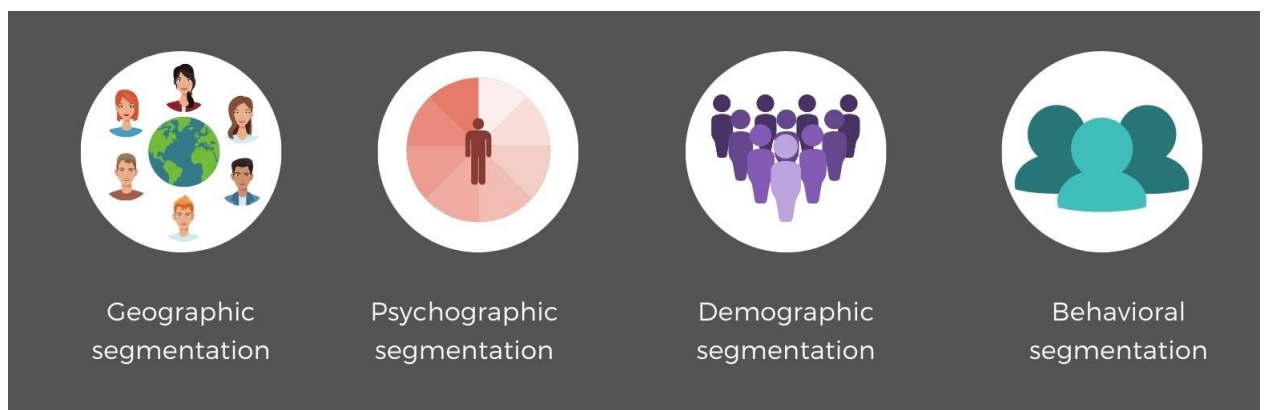 Geographic
segmentation
Psychographic
segmentation
Demographic
segmentation
Behavioral
segmentation